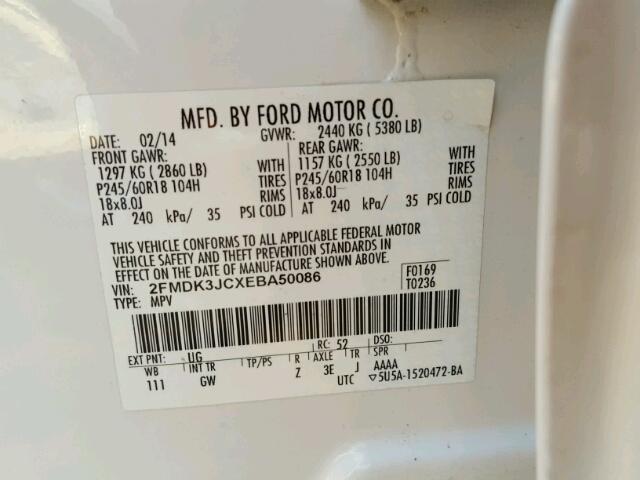 MFD. BY FORD MOTOR CO.
DATE: 02/14 GVWR: 2440 KG ( 5380 LB)
FRONT GAWR: REAR GAWR:
1297 KG ( 2860 LB) WITH 1157 KG ( 2550 LB) WITH
P245/60R18 104H TIRES P245/60R18 104H TIRES
18x8.0J RIMS 18x8.0J RIMS
AT 240 kPa/ 35 PSI COLD AT 240 kPa/ 35 PSI COLD
THIS VEHICLE CONFORMS TO ALL APPLICABLE FEDERAL MOTOR
VEHICLE SAFETY AND THEFT PREVENTION STANDARDS IN
EFFECT ON THE DATE OF MANUFACTURE SHOWN ABOVE.
VIN: 2FMDK3JCXEBA50086 F0169
TYPE: MPV T0236
EXT PNT: UG RC: 52 DSO:
WB INT TR TP/PS R AXLE TR SPR
111 GW Z 3E J AAAA
UTC ▽5U5A-1520472-BA